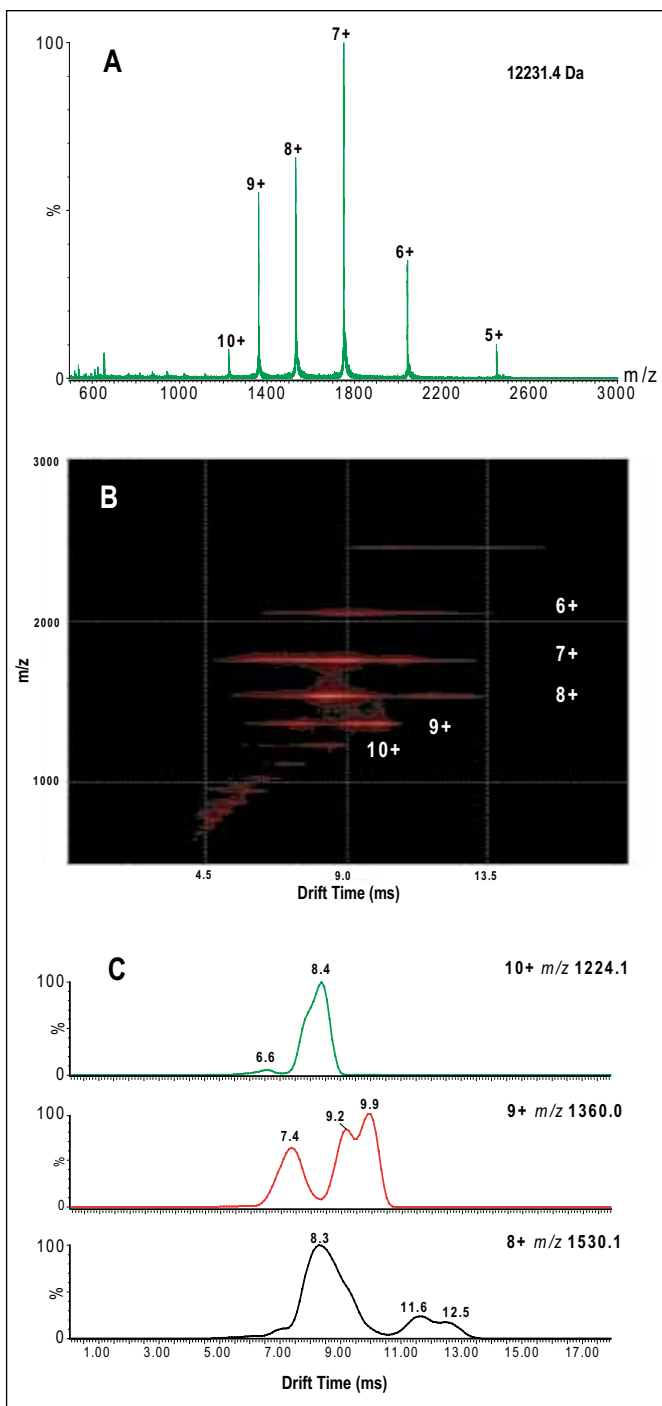 A
12231.4 Da
100
%
0
7+
8+
9+
6+
10+
5+
600 1000 1400 1800 2200 2600 3000 m/z
B
3000
2000
1000
m/z
6+
7+
8+
9+
10+
4.5 9.0 13.5
Drift Time (ms)
C
10+ m/z 1224.1
100
%
0
8.4
6.6
9+ m/z 1360.0
100
%
0
7.4
9.2
9.9
8+ m/z 1530.1
100
%
0
8.3
11.6
12.5
1.00 3.00 5.00 7.00 9.00 11.00 13.00 15.00 17.00
Drift Time (ms)